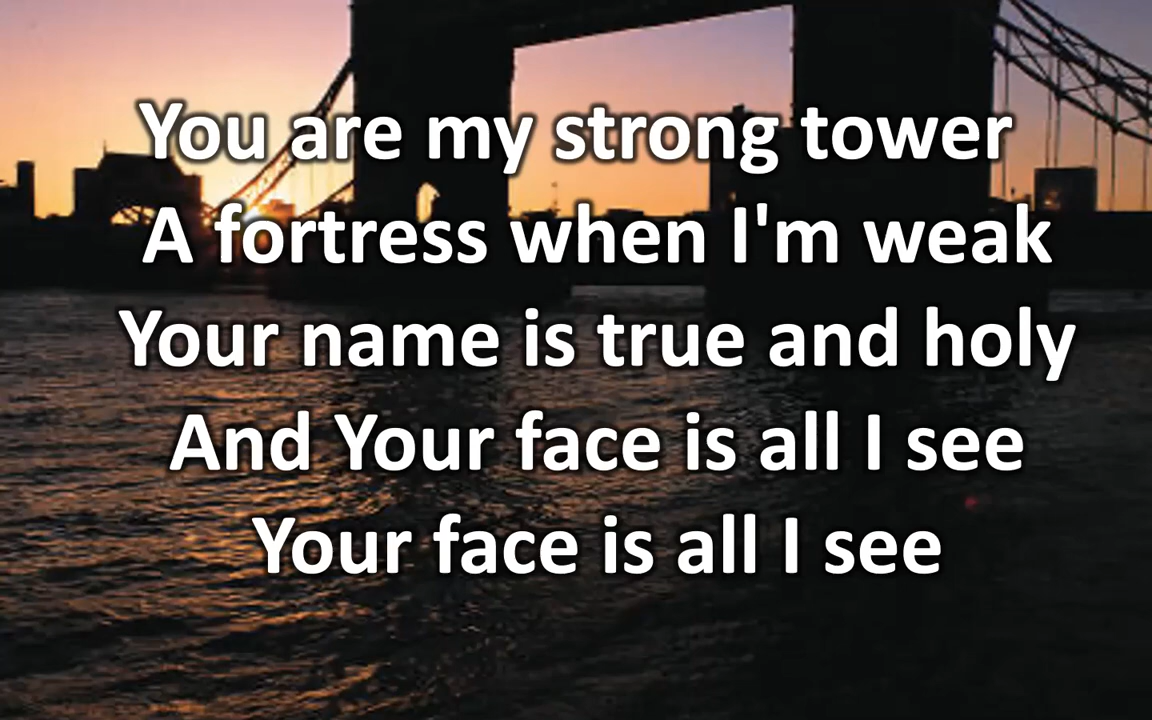 You are my strong tower
A fortress when I'm weak
Your name is true and holy
And Your face is all I see
Your face is all I see